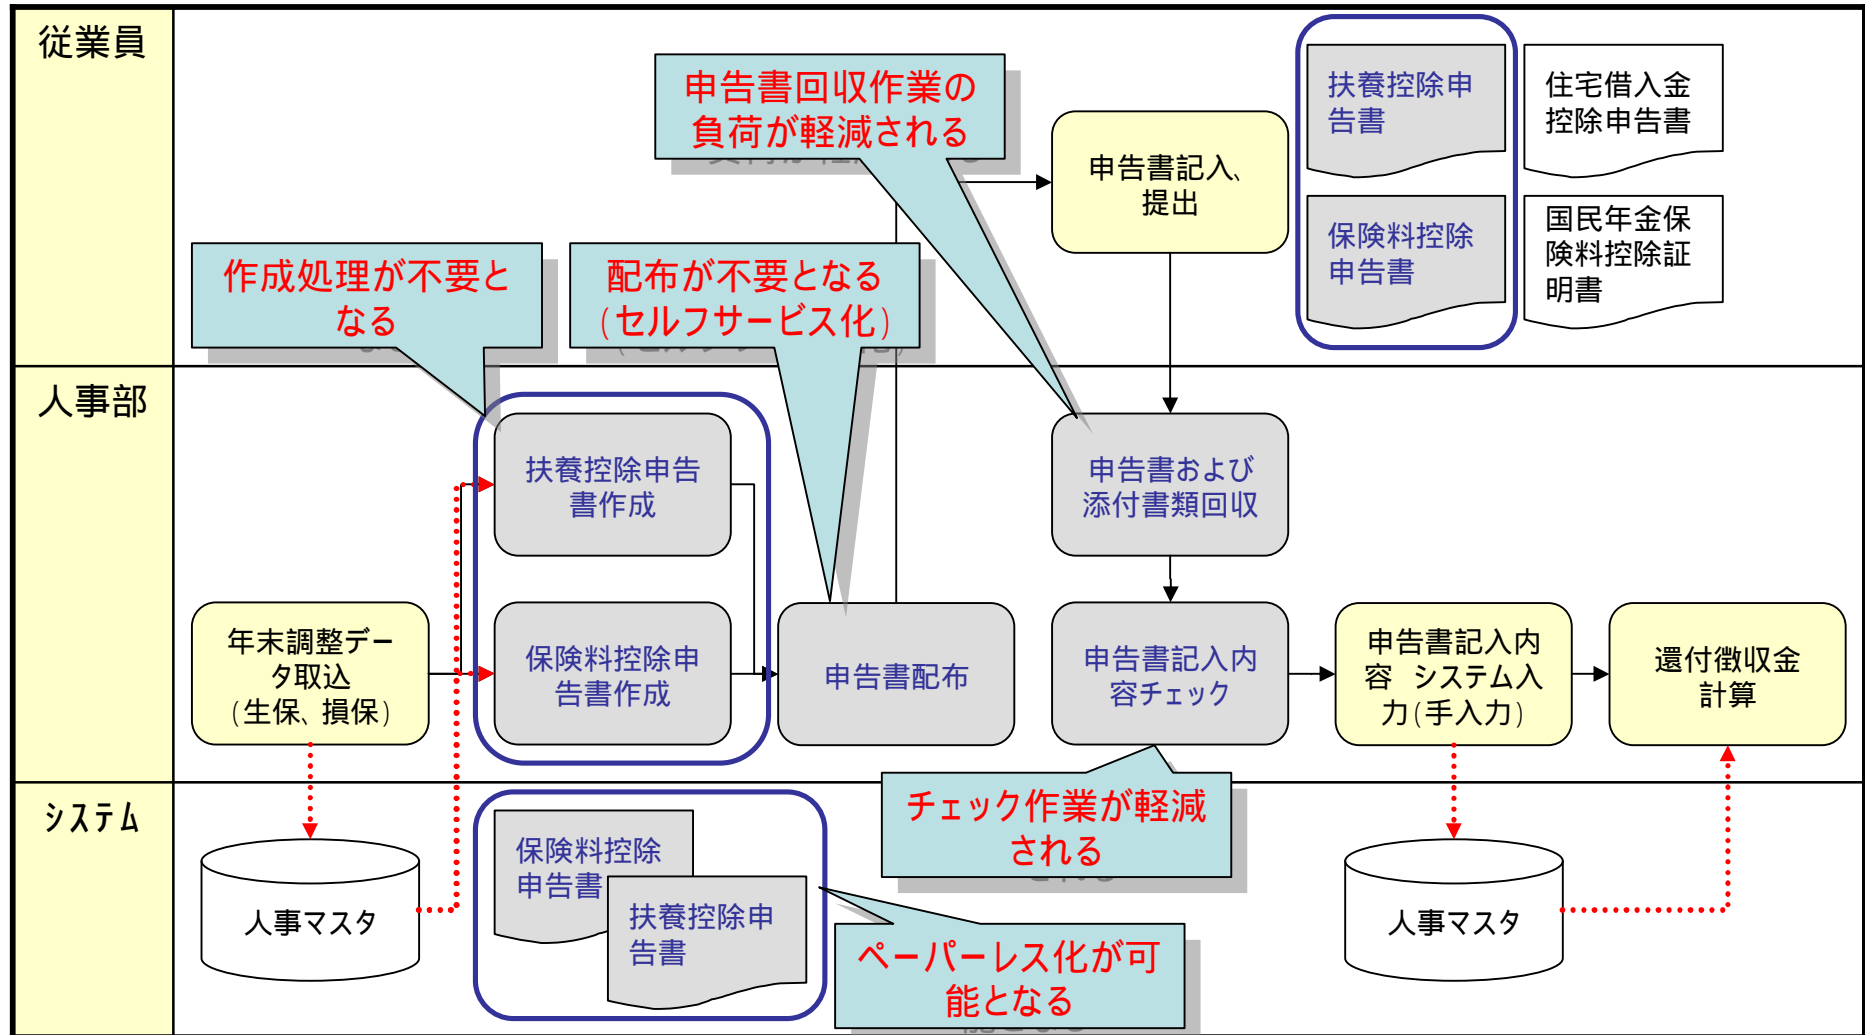 従業員
申告書回収作業の
負荷が軽減される
申告書記入、
提出
扶養控除申
告書
住宅借入金
控除申告書
保険料控除
申告書
国民年金保
険料控除証
明書
作成処理が不要と
なる
配布が不要となる
(セルフサービス化)
人事部
扶養控除申告
書作成
申告書および
添付書類回収
年末調整デー
タ取込
(生保、損保)
保険料控除申
告書作成
申告書配布
申告書記入内
容チェック
申告書記入内
容 システム入
力(手入力)
還付徴収金
計算
システム
チェック作業が軽減
される
保険料控除
申告書
扶養控除申
告書
人事マスタ
ペーパーレス化が可
能となる
人事マスタ